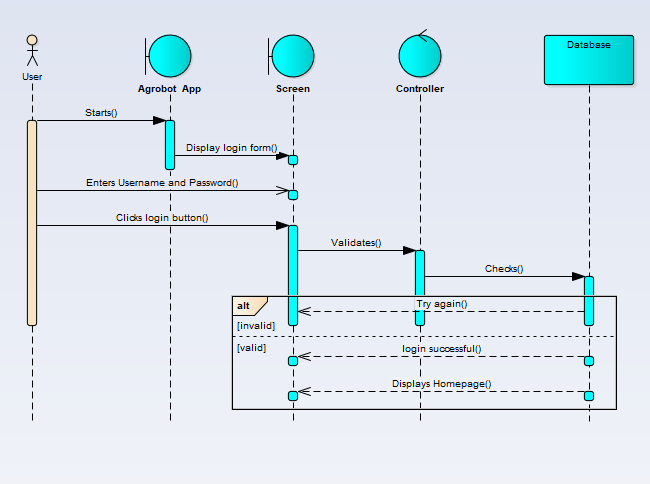 User
Agrobot App
Screen
Controller
Database
Starts()
Display login form()
Enters Username and Password()
Clicks login button()
Validates()
Checks()
alt
Try again()
[invalid]
[valid]
login successful()
Displays Homepage()